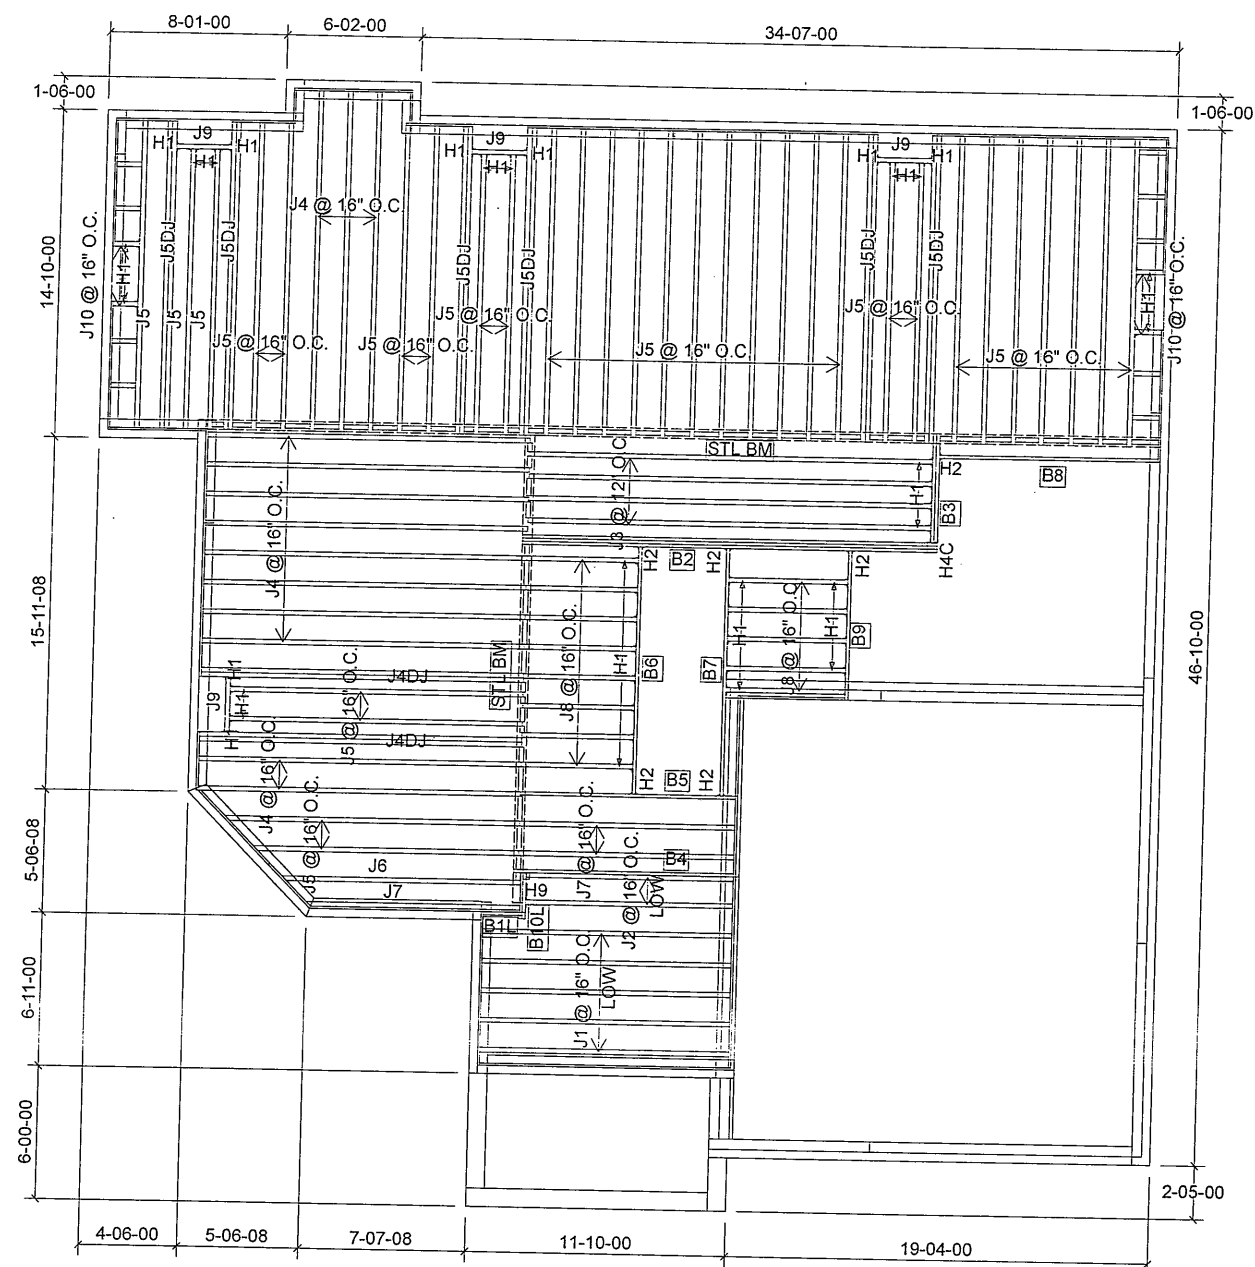 8-01-00
6-02-00
34-07-00
1-06-00
1-06-00
J9
H1
H1
H1
J9
H1
H1
H1
J9
H1
H1
H1
J4 @ 16" O.C.
14-10-00
J10 @ 16" O.C.
H1
J5
J5DJ
J5
J5
J5DJ
J5DJ
J5DJ
J5DJ
J5DJ
H1
J10 @ 16" O.C.
J5 @ 16" O.C.
J5 @ 16" O.C.
J5 @ 16" O.C.
J5 @ 16" O.C.
J5 @ 16" O.C.
J5 @ 16" O.C.
J5 @ 16" O.C.
STL BM
H2
B8
J4 @ 16" O.C.
J3 @ 12" O.C.
H1
B3
H2
B2
H2
H2
H4C
15-11-08
J8 @ 16" O.C.
H1
B6
B7
H1
J8 @ 16" O.C.
H1
B9
46-10-00
H1
J4DJ
STL BM
J9
H1
J5 @ 16" O.C.
H1
J4DJ
J4 @ 16" O.C.
H2
B5
H2
5-06-08
J5 @ 16" O.C.
J7 @ 16" O.C.
B4
J6
J7
H9
J2 @ 16" O.C.
LOW
B1L
B10L
6-11-00
J1 @ 16" O.C.
LOW
6-00-00
2-05-00
4-06-00
5-06-08
7-07-08
11-10-00
19-04-00